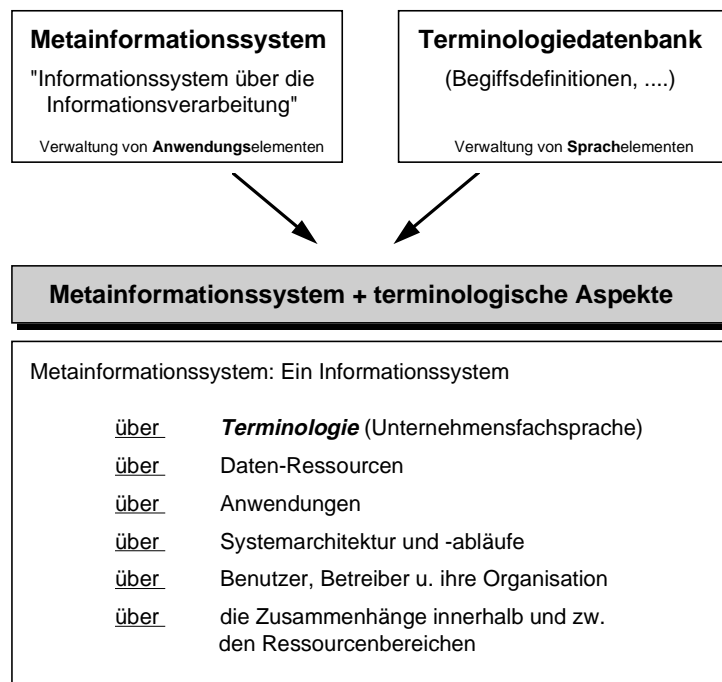 Metainformationssystem
"Informationssystem über die
Informationsverarbeitung"
Verwaltung von Anwendungselementen
Terminologiedatenbank
(Begiffsdefinitionen, ....)
Verwaltung von Sprachelementen
Metainformationssystem + terminologische Aspekte
Metainformationssystem: Ein Informationssystem
über Terminologie (Unternehmensfachsprache)
über Daten-Ressourcen
über Anwendungen
über Systemarchitektur und -abläufe
über Benutzer, Betreiber u. ihre Organisation
über die Zusammenhänge innerhalb und zw.
den Ressourcenbereichen